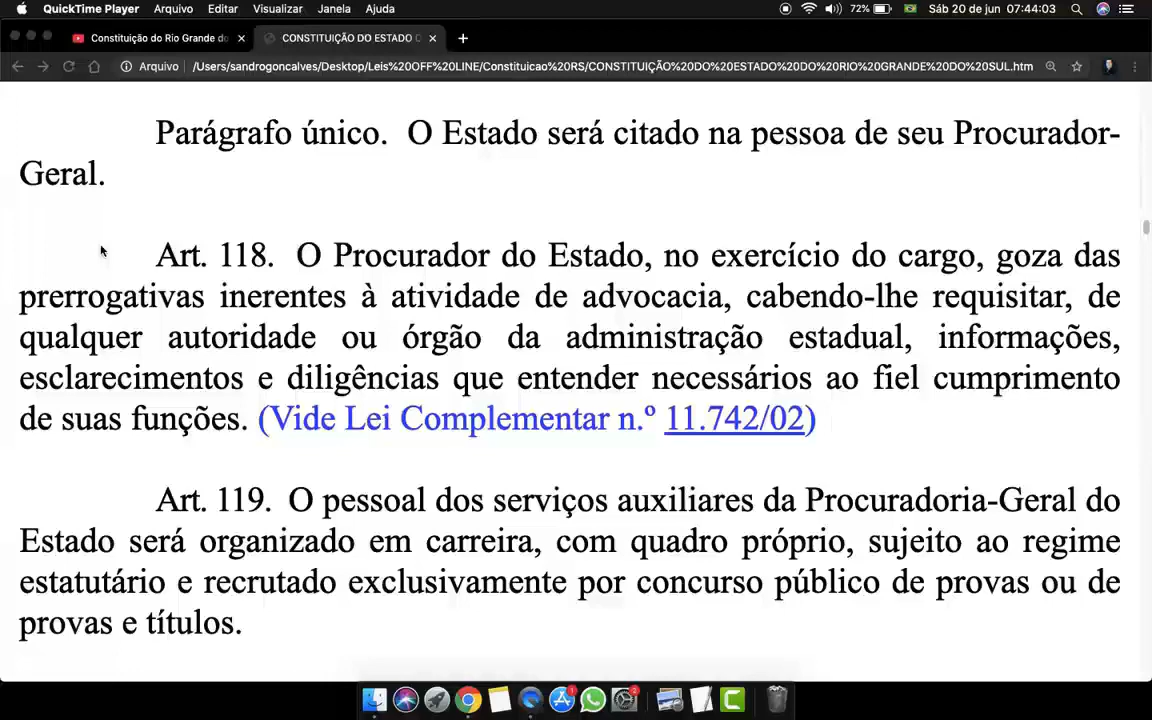 QuickTime Player Arquivo Editar Visualizar Janela Ajuda 72% Sáb 20 de jun 07:44:03
Constituição do Rio Grande do × CONSTITUIÇÃO DO ESTADO × +
Arquivo /Users/sandrogoncalves/Desktop/Leis%20OFF%20LINE/Constituicao%20RS/CONSTITUIÇÃO%20DO%20ESTADO%20DO%20RIO%20GRANDE%20DO%20SUL.htm
Parágrafo único. O Estado será citado na pessoa de seu Procurador-
Geral.
Art. 118. O Procurador do Estado, no exercício do cargo, goza das
prerrogativas inerentes à atividade de advocacia, cabendo-lhe requisitar, de
qualquer autoridade ou órgão da administração estadual, informações,
esclarecimentos e diligências que entender necessários ao fiel cumprimento
de suas funções. (Vide Lei Complementar n.º 11.742/02)
Art. 119. O pessoal dos serviços auxiliares da Procuradoria-Geral do
Estado será organizado em carreira, com quadro próprio, sujeito ao regime
estatutário e recrutado exclusivamente por concurso público de provas ou de
provas e títulos.